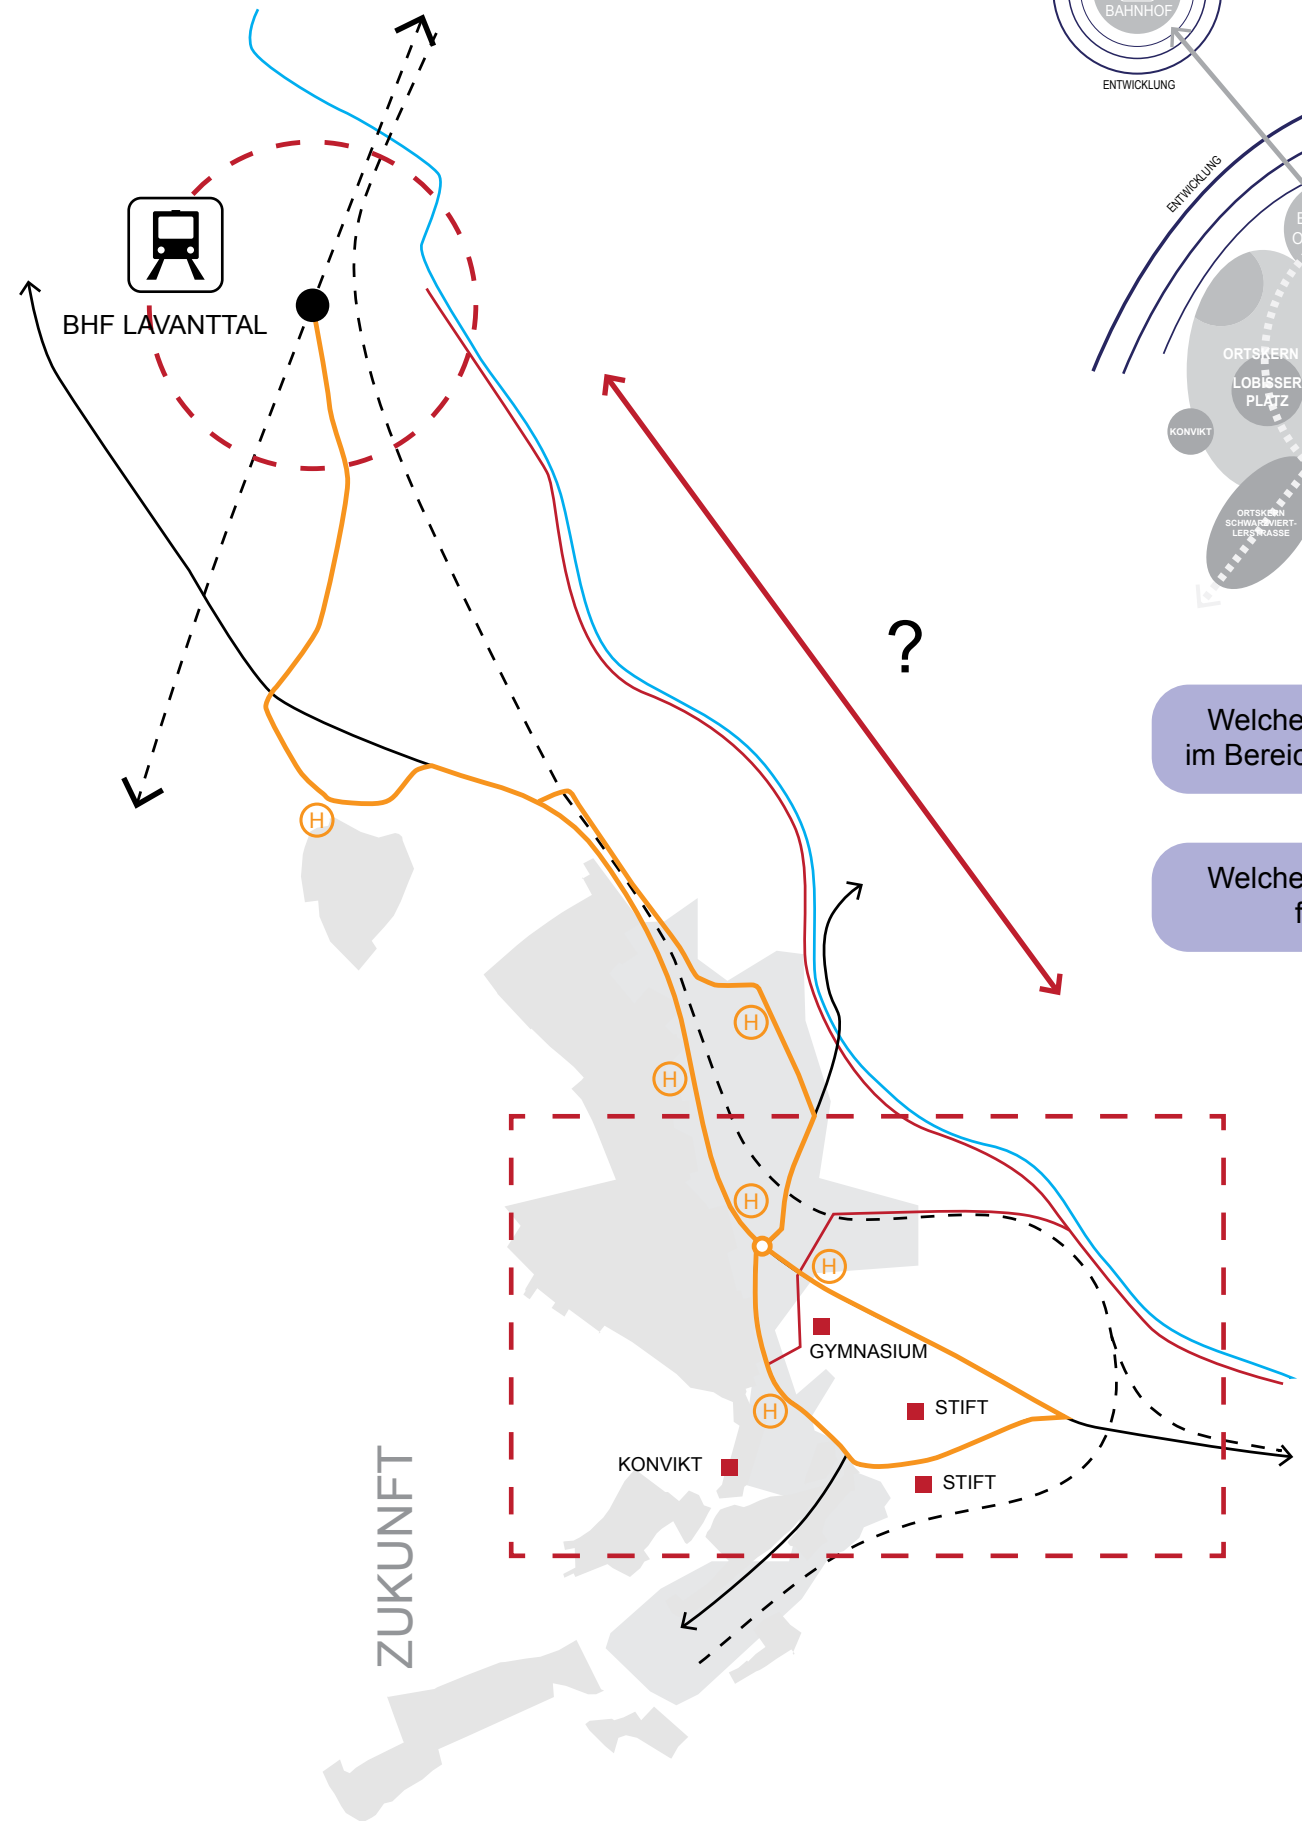 BAHNHOF
ENTWICKLUNG
ENTWICKLUNG
ORTSKERN
LOBISSER
PLATZ
KONVIKT
ORTSKERN
SCHWARZVIERT-
LERSTRASSE
BHF LAVANTTAL
?
Welche
im Bereic
Welche
f
H
H
H
H
H
H
GYMNASIUM
STIFT
KONVIKT
STIFT
ZUKUNFT